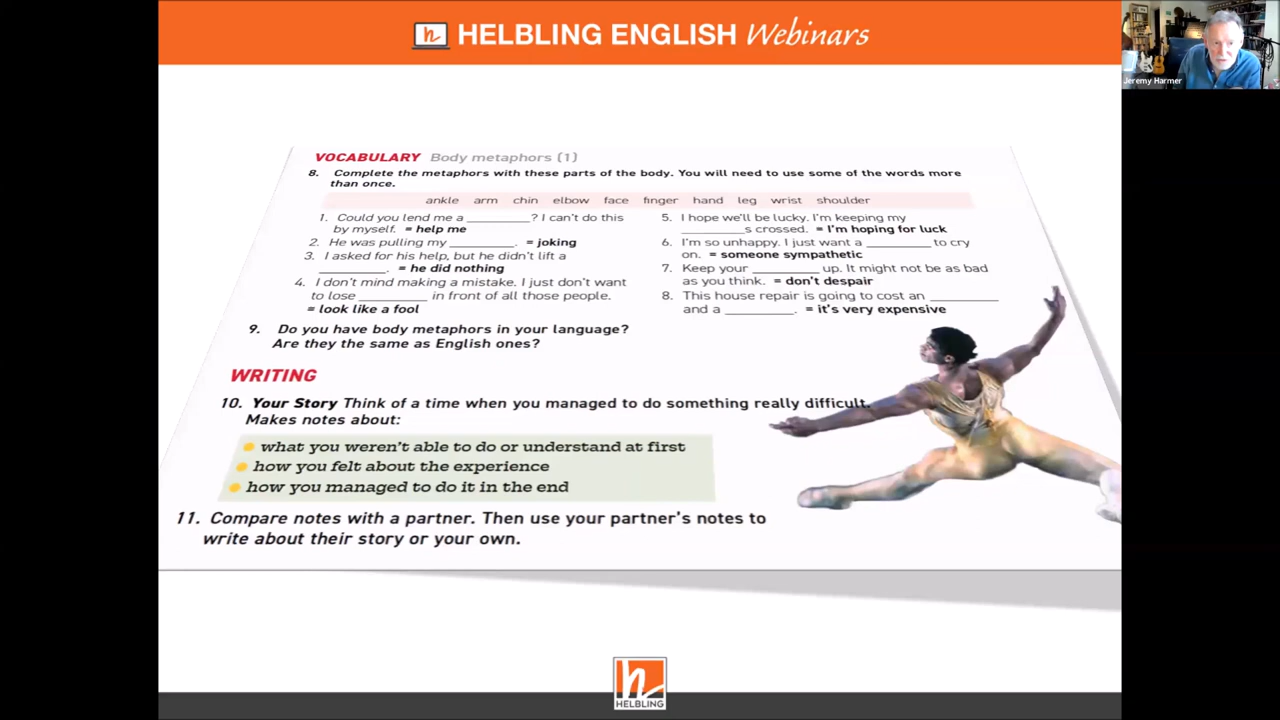 HELBLING ENGLISH Webinars
Jeremy Harmer
VOCABULARY Body metaphors (1)
8. Complete the metaphors with these parts of the body. You will need to use some of the words more
than once.
ankle arm chin elbow face finger hand leg wrist shoulder
1. Could you lend me a _________? I can't do this
by myself. = help me
2. He was pulling my _________. = joking
3. I asked for his help, but he didn't lift a
_________. = he did nothing
4. I don't mind making a mistake. I just don't want
to lose _________ in front of all those people.
= look like a fool
5. I hope we'll be lucky. I'm keeping my
_________s crossed. = I'm hoping for luck
6. I'm so unhappy. I just want a _________ to cry
on. = someone sympathetic
7. Keep your _________ up. It might not be as bad
as you think. = don't despair
8. This house repair is going to cost an _________
and a _________. = it's very expensive
9. Do you have body metaphors in your language?
Are they the same as English ones?
WRITING
10. Your Story Think of a time when you managed to do something really difficult.
Makes notes about:
what you weren't able to do or understand at first
how you felt about the experience
how you managed to do it in the end
11. Compare notes with a partner. Then use your partner's notes to
write about their story or your own.
HELBLING